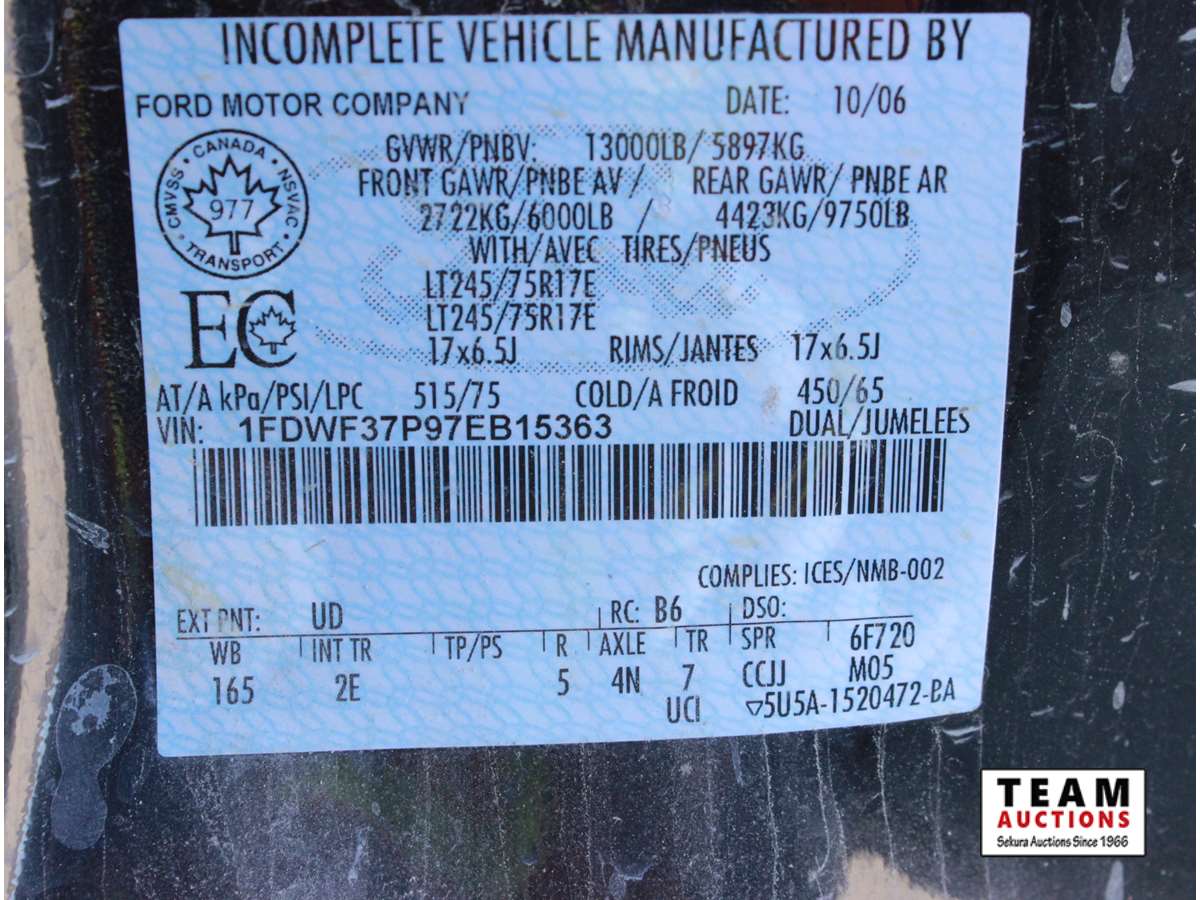 INCOMPLETE VEHICLE MANUFACTURED BY
FORD MOTOR COMPANY DATE: 10/06
GVWR/PNBV: 13000LB/5897KG
FRONT GAWR/PNBE AV / REAR GAWR/ PNBE AR
2722KG/6000LB / 4423KG/9750LB
CANADA
CMVSS NSVAC
977
TRANSPORT
WITH/AVEC TIRES/PNEUS
LT245/75R17E
LT245/75R17E
EC
17x6.5J RIMS/JANTES 17x6.5J
AT/A kPa/PSI/LPC 515/75 COLD/A FROID 450/65
VIN: 1FDWF37P97EB15363 DUAL/JUMELEES
COMPLIES: ICES/NMB-002
EXT PNT: UD RC: B6 DSO:
WB INT TR TP/PS R AXLE TR SPR 6F720
165 2E 5 4N 7 CCJJ M05
UCI ▽5U5A-1520472-BA
TEAM
AUCTIONS
Sekura Auctions Since 1966